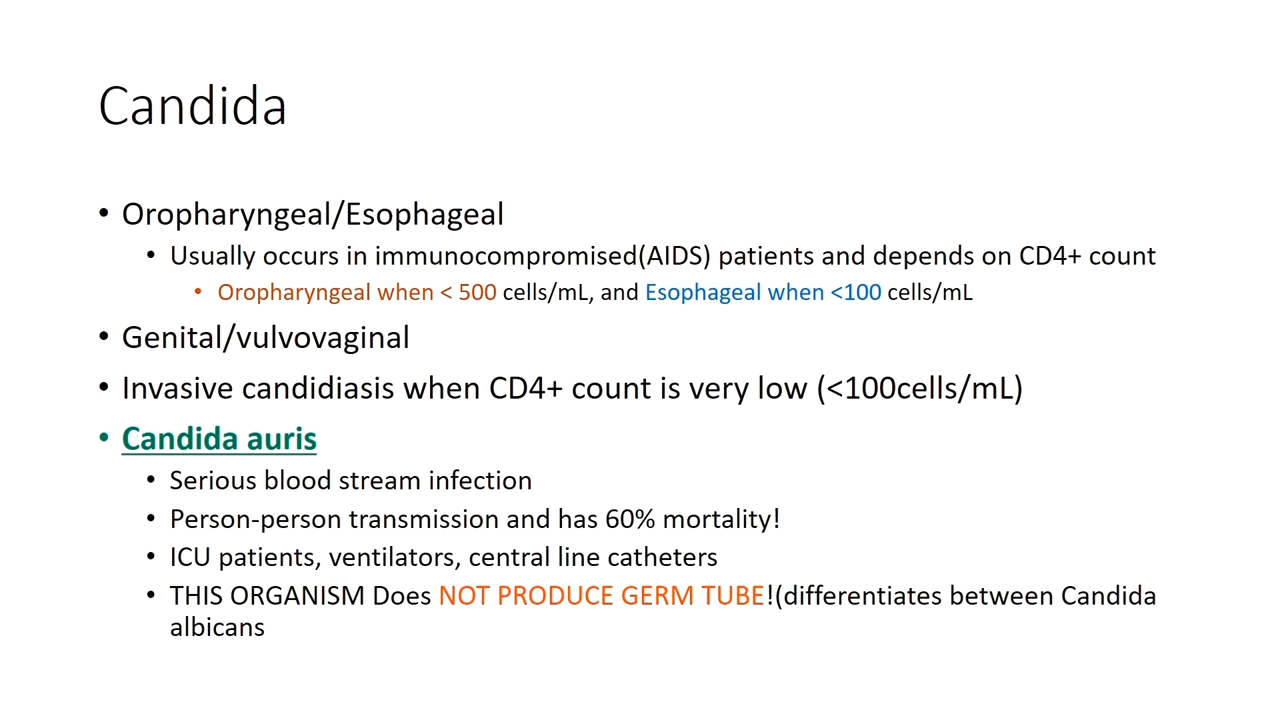 Candida
• Oropharyngeal/Esophageal
• Usually occurs in immunocompromised(AIDS) patients and depends on CD4+ count
• Oropharyngeal when < 500 cells/mL, and Esophageal when <100 cells/mL
• Genital/vulvovaginal
• Invasive candidiasis when CD4+ count is very low (<100cells/mL)
• Candida auris
• Serious blood stream infection
• Person-person transmission and has 60% mortality!
• ICU patients, ventilators, central line catheters
• THIS ORGANISM Does NOT PRODUCE GERM TUBE!(differentiates between Candida
albicans